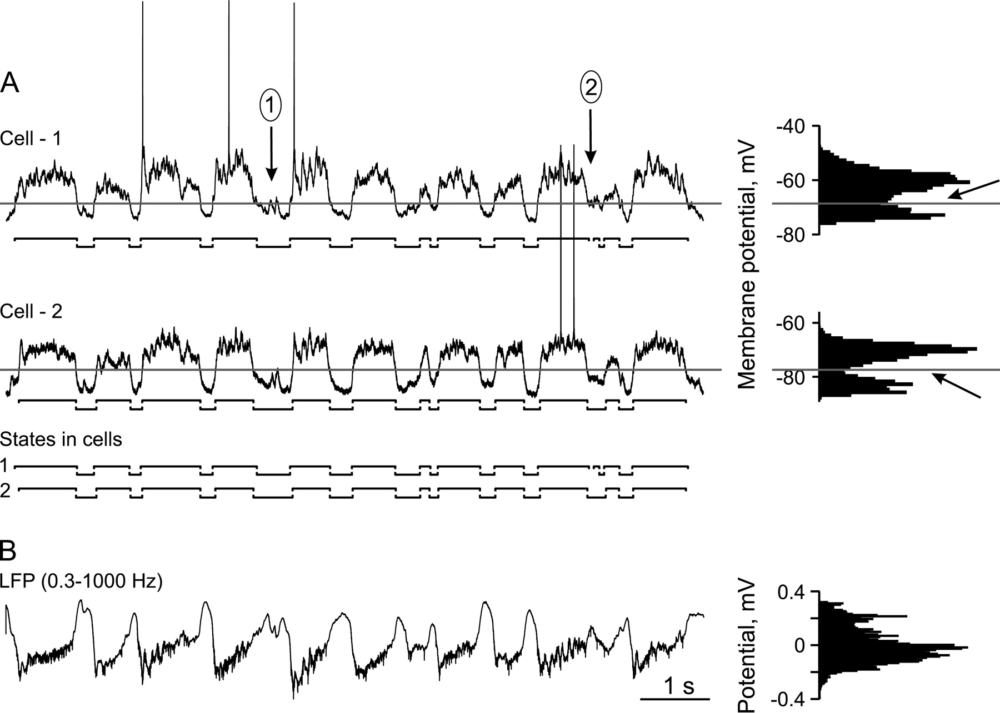 A
1
2
Cell - 1
-40
-60
-80
Membrane potential, mV
Cell - 2
-60
-80
States in cells
1
2
B
LFP (0.3-1000 Hz)
1 s
Potential, mV
0.4
0
-0.4